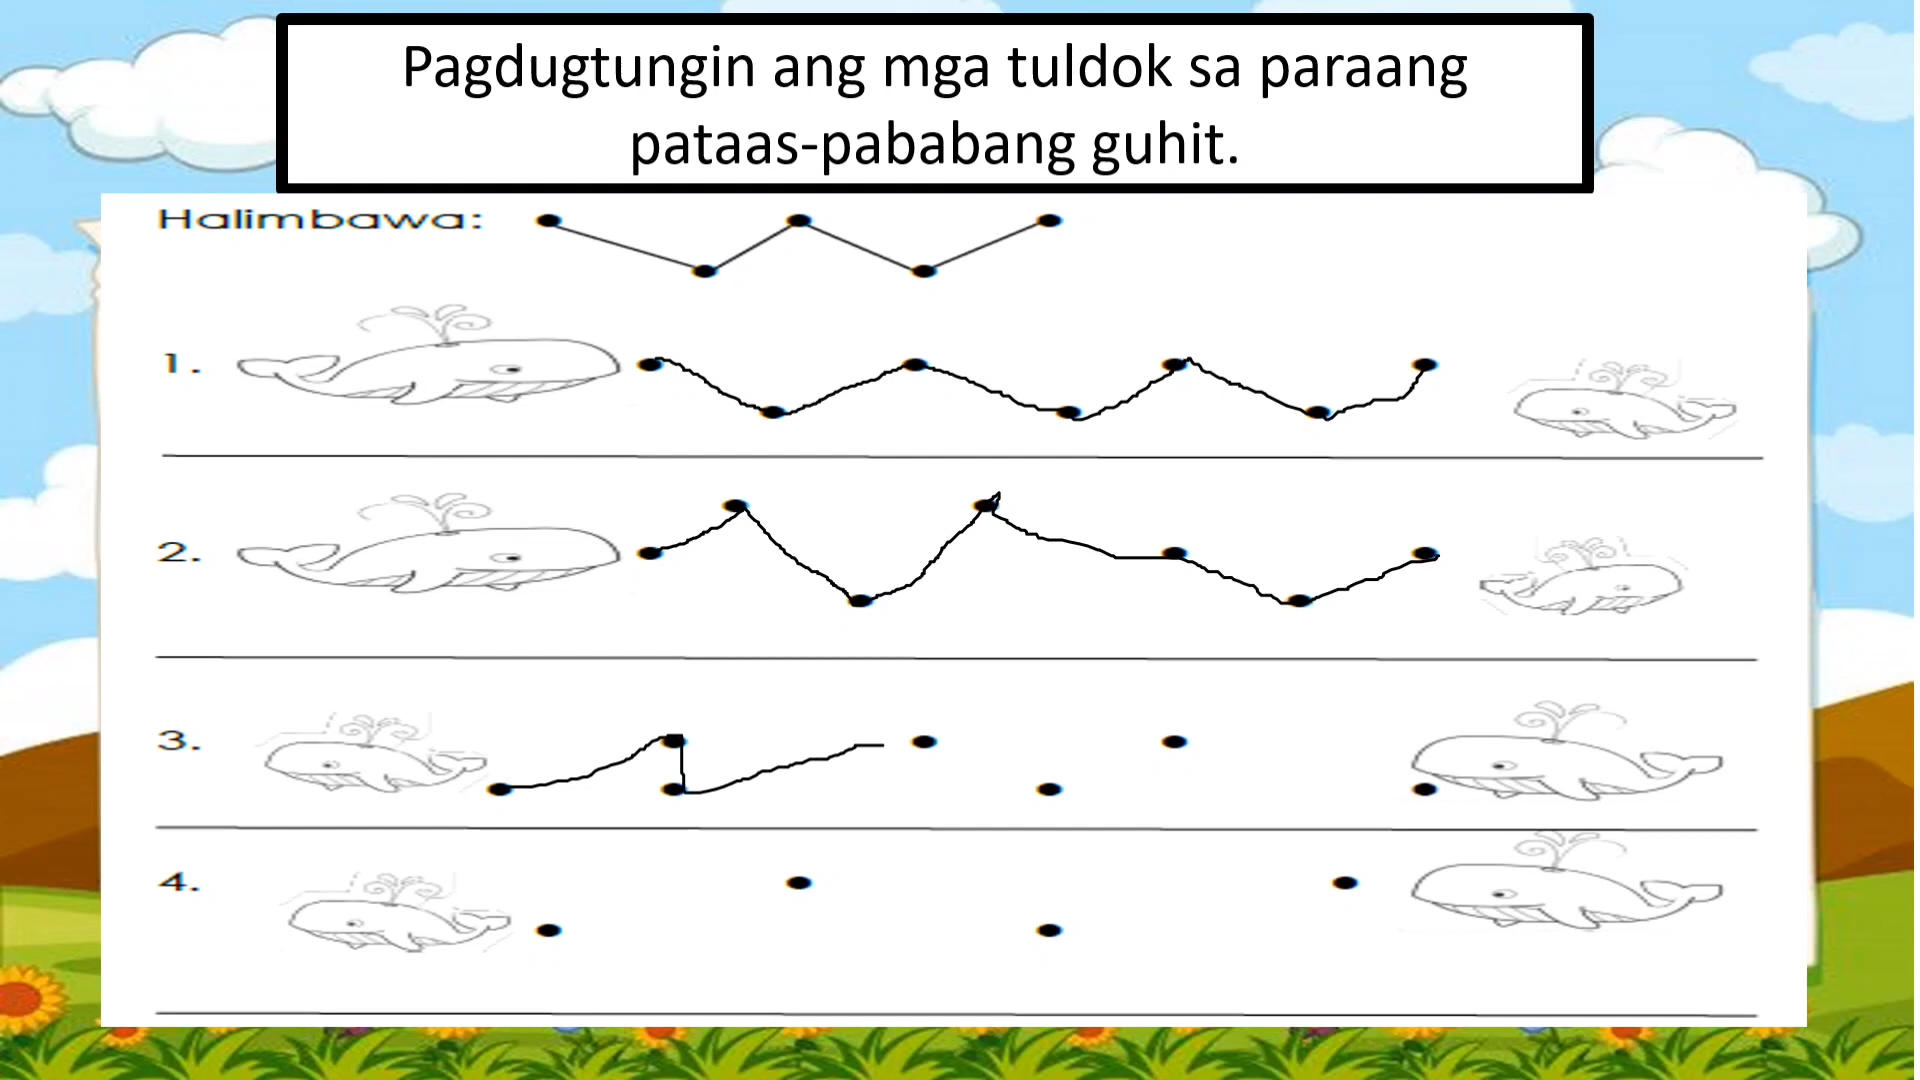 Pagdugtungin ang mga tuldok sa paraang
pataas-pababang guhit.
Halimbawa:
1.
2.
3.
4.